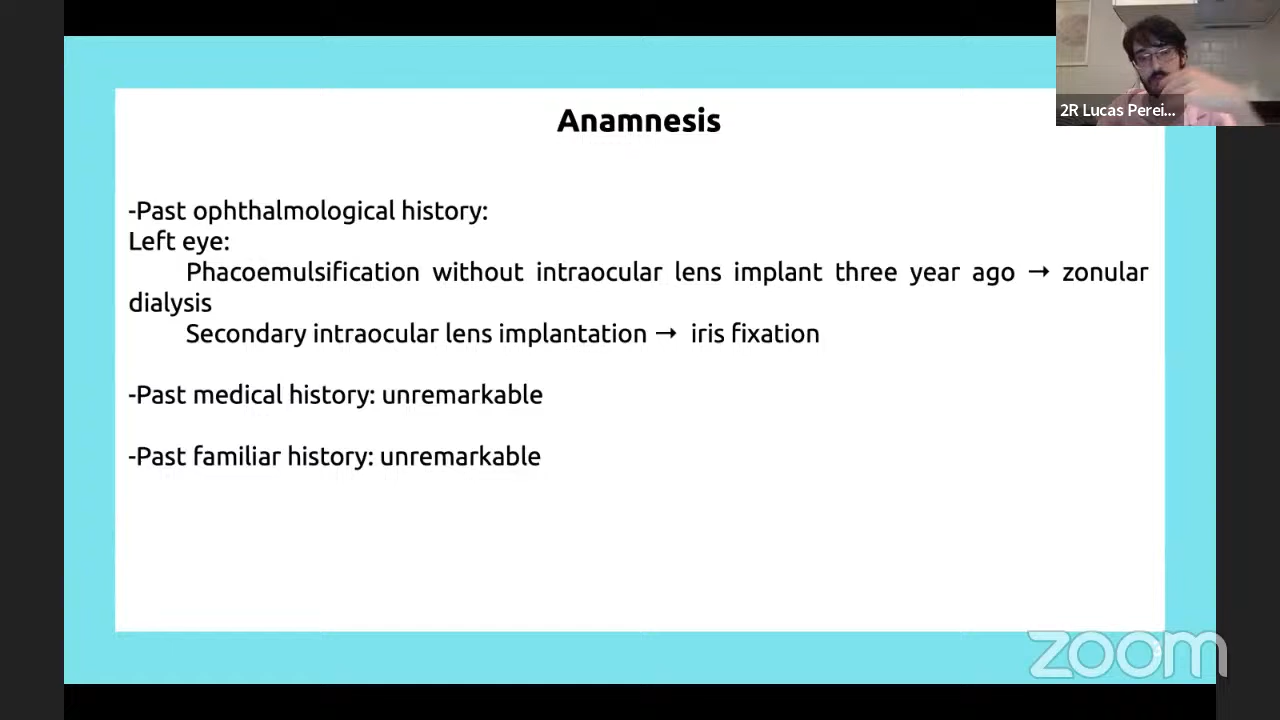 Anamnesis
2R Lucas Perei...
-Past ophthalmological history:
Left eye:
Phacoemulsification without intraocular lens implant three year ago → zonular
dialysis
Secondary intraocular lens implantation → iris fixation
-Past medical history: unremarkable
-Past familiar history: unremarkable
zoom